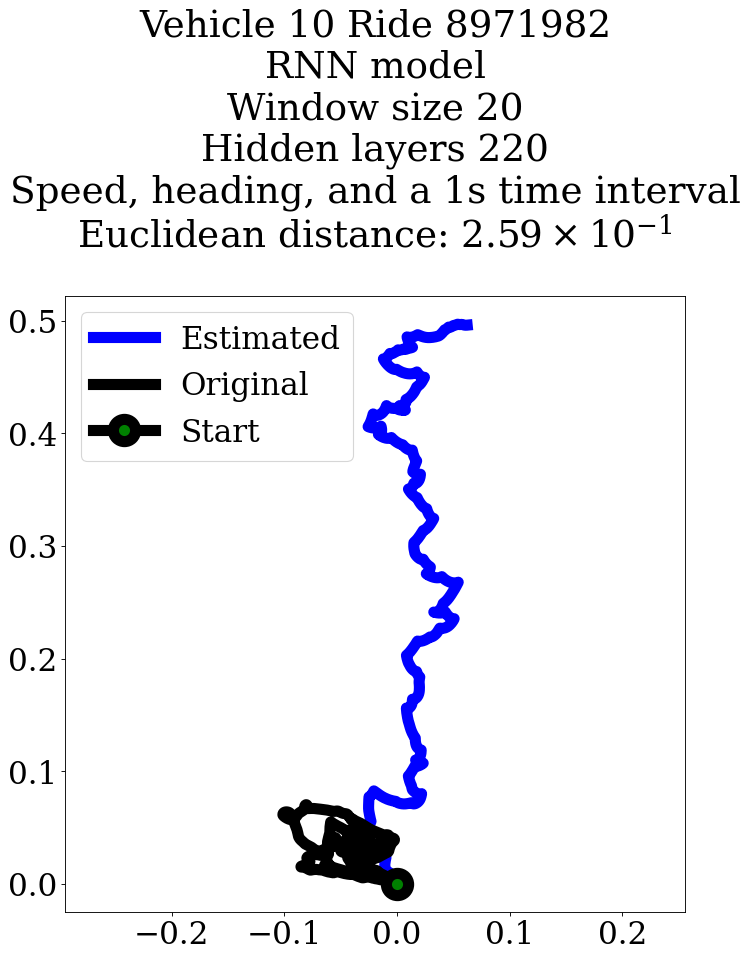 Vehicle 10 Ride 8971982
RNN model
Window size 20
Hidden layers 220
Speed, heading, and a 1s time interval
Euclidean distance: 2.59 × 10⁻¹
Estimated
Original
Start
0.5
0.4
0.3
0.2
0.1
0.0
−0.2
−0.1
0.0
0.1
0.2